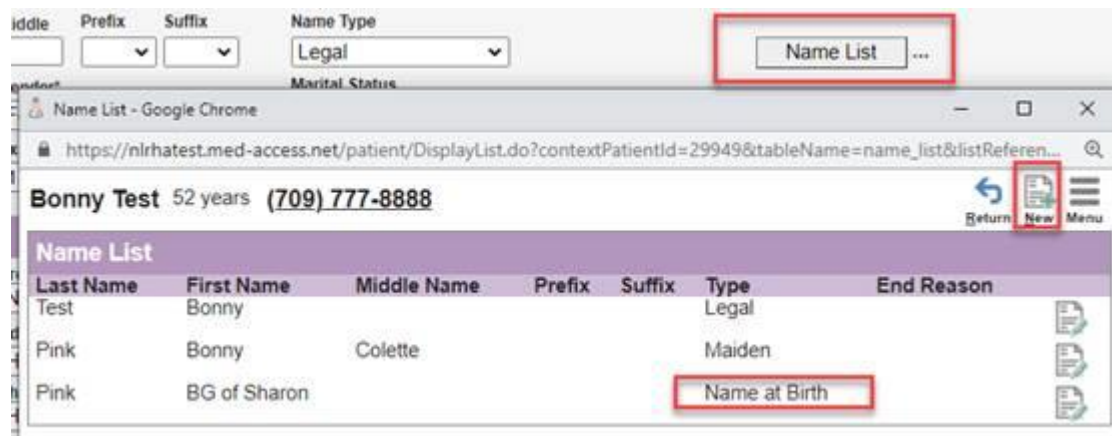 Prefix Suffix Name Type
Legal
Name List ...
Marital Status
Name List - Google Chrome
https://nlrhatest.med-access.net/patient/DisplayList.do?contextPatientId=29949&tableName=name_list&listReferen...
Bonny Test 52 years (709) 777-8888
Return New Menu
Name List
Last Name First Name Middle Name Prefix Suffix Type End Reason
Test Bonny Legal
Pink Bonny Colette Maiden
Pink BG of Sharon Name at Birth